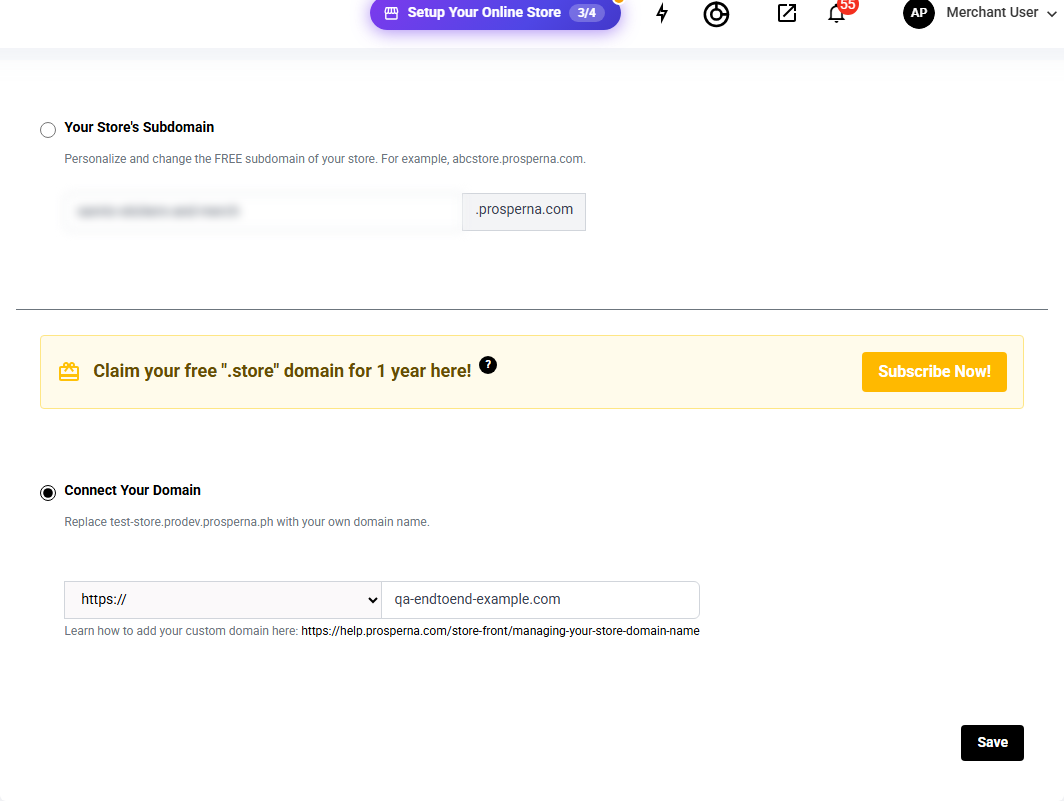 Setup Your Online Store 3/4
55
AP Merchant User
Your Store's Subdomain
Personalize and change the FREE subdomain of your store. For example, abcstore.prosperna.com.
.prosperna.com
Claim your free ".store" domain for 1 year here! ?
Subscribe Now!
Connect Your Domain
Replace test-store.prodev.prosperna.ph with your own domain name.
https:// qa-endtoend-example.com
Learn how to add your custom domain here: https://help.prosperna.com/store-front/managing-your-store-domain-name
Save